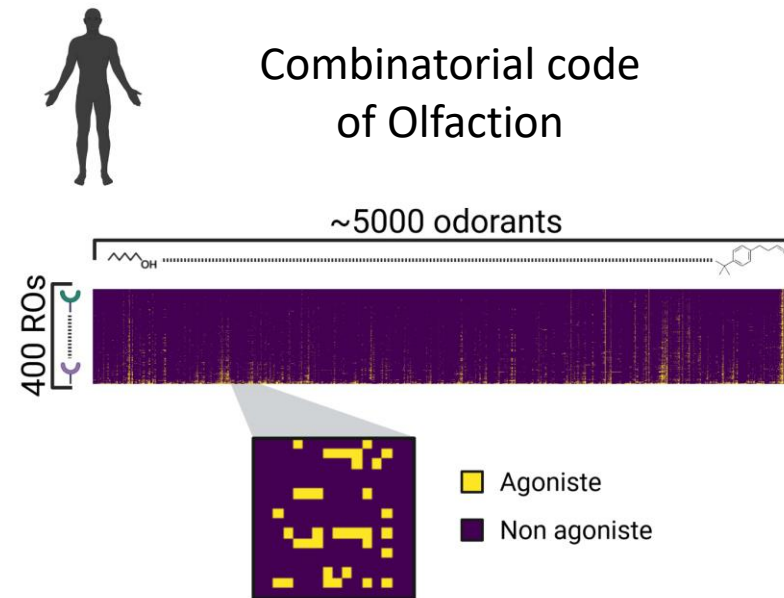 Combinatorial code
of Olfaction
~5000 odorants
OH
400 ROs
Agoniste
Non agoniste